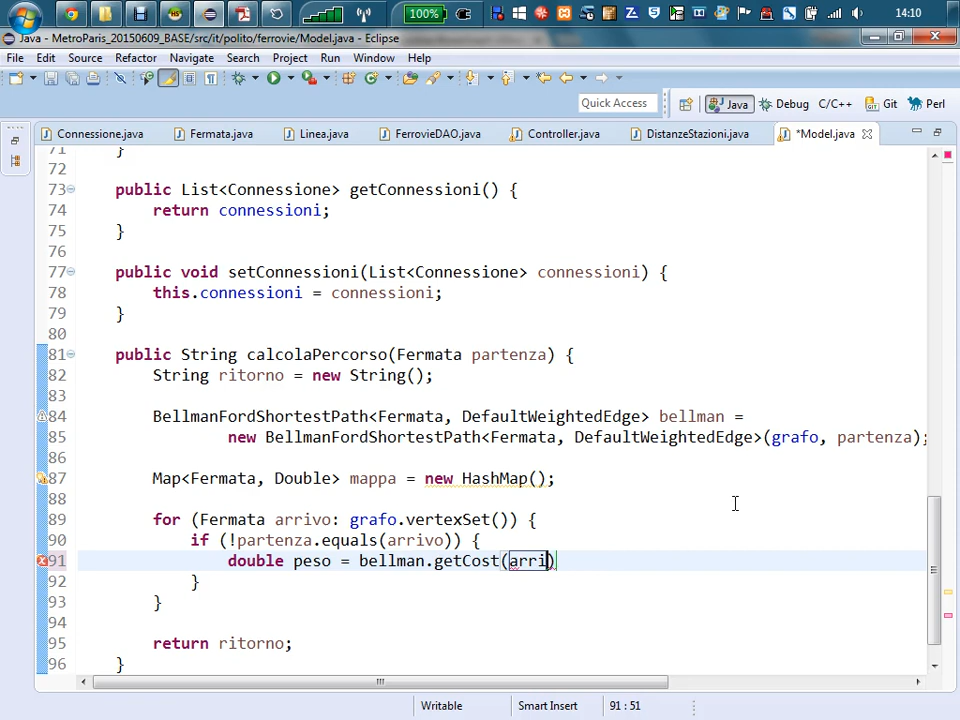 100%
14:10
Java - MetroParis_20150609_BASE/src/it/polito/ferrovie/Model.java - Eclipse
File Edit Source Refactor Navigate Search Project Run Window Help
Quick Access Java Debug C/C++ Git Perl
Connessione.java Fermata.java Linea.java FerrovieDAO.java Controller.java DistanzeStazioni.java *Model.java
71 }
72
73 public List<Connessione> getConnessioni() {
74 return connessioni;
75 }
76
77 public void setConnessioni(List<Connessione> connessioni) {
78 this.connessioni = connessioni;
79 }
80
81 public String calcolaPercorso(Fermata partenza) {
82 String ritorno = new String();
83
84 BellmanFordShortestPath<Fermata, DefaultWeightedEdge> bellman =
85 new BellmanFordShortestPath<Fermata, DefaultWeightedEdge>(grafo, partenza);
86
87 Map<Fermata, Double> mappa = new HashMap();
88
89 for (Fermata arrivo: grafo.vertexSet()) {
90 if (!partenza.equals(arrivo)) {
91 double peso = bellman.getCost(arri)
92 }
93 }
94
95 return ritorno;
96 }
Writable Smart Insert 91 : 51